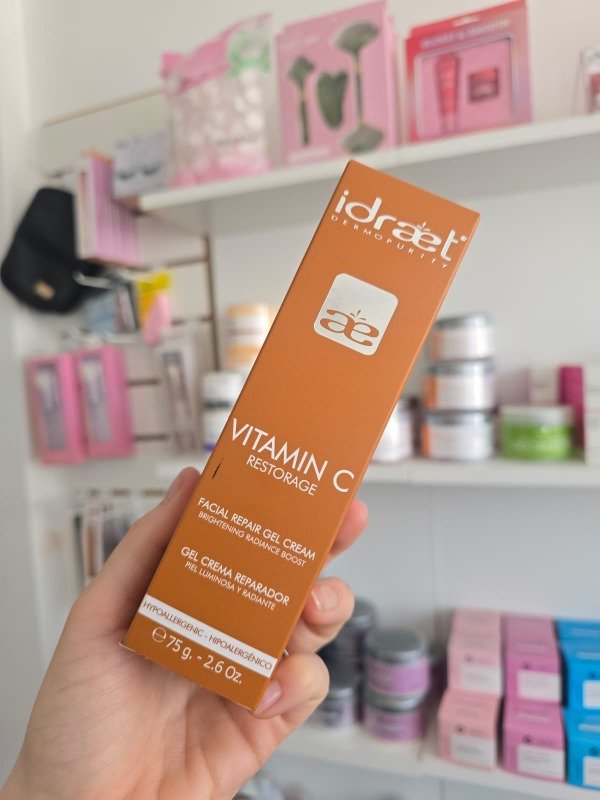 idraet
DERMOPURITY
æ
VITAMIN C
RESTORAGE
FACIAL REPAIR GEL CREAM
BRIGHTENING RADIANCE BOOST
GEL CREMA REPARADOR
PIEL LUMINOSA Y RADIANTE
HYPOALLERGENIC - HIPOALERGÉNICO
℮ 75 g. - 2.6 Oz.